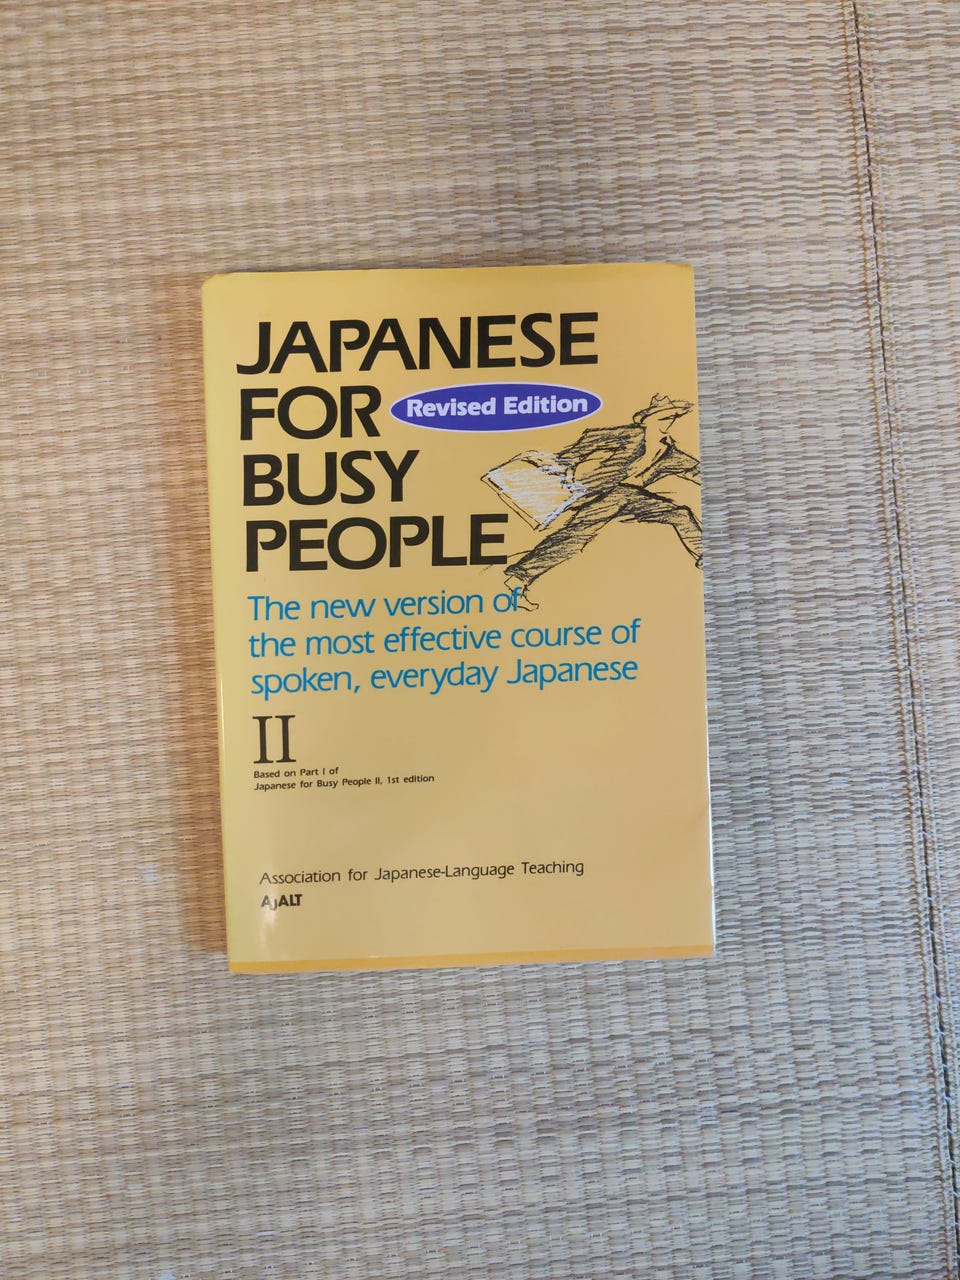 JAPANESE
FOR Revised Edition
BUSY
PEOPLE
The new version of
the most effective course of
spoken, everyday Japanese
II
Based on Part I of
Japanese for Busy People II, 1st edition
Association for Japanese-Language Teaching
AJALT